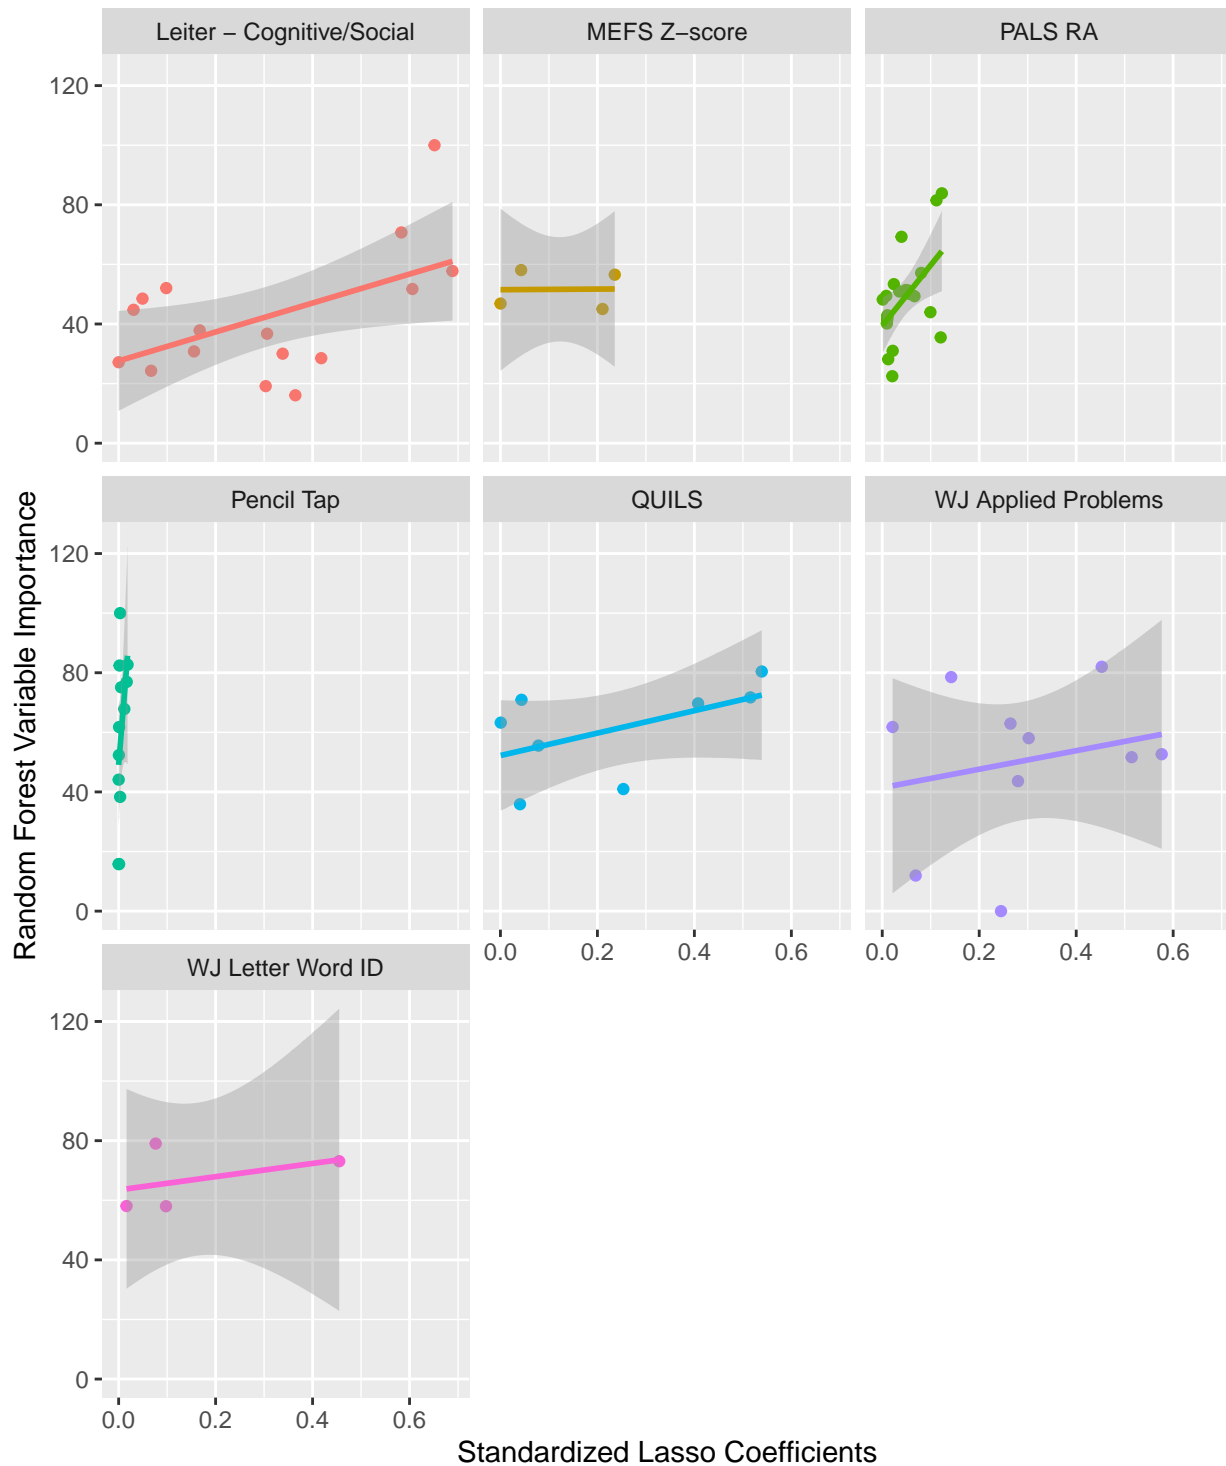 Leiter − Cognitive/Social
MEFS Z−score
PALS RA
120
80
40
0
Pencil Tap
QUILS
WJ Applied Problems
120
80
40
0
0.0 0.2 0.4 0.6
0.0 0.2 0.4 0.6
WJ Letter Word ID
120
80
40
0
0.0 0.2 0.4 0.6
Random Forest Variable Importance
Standardized Lasso Coefficients